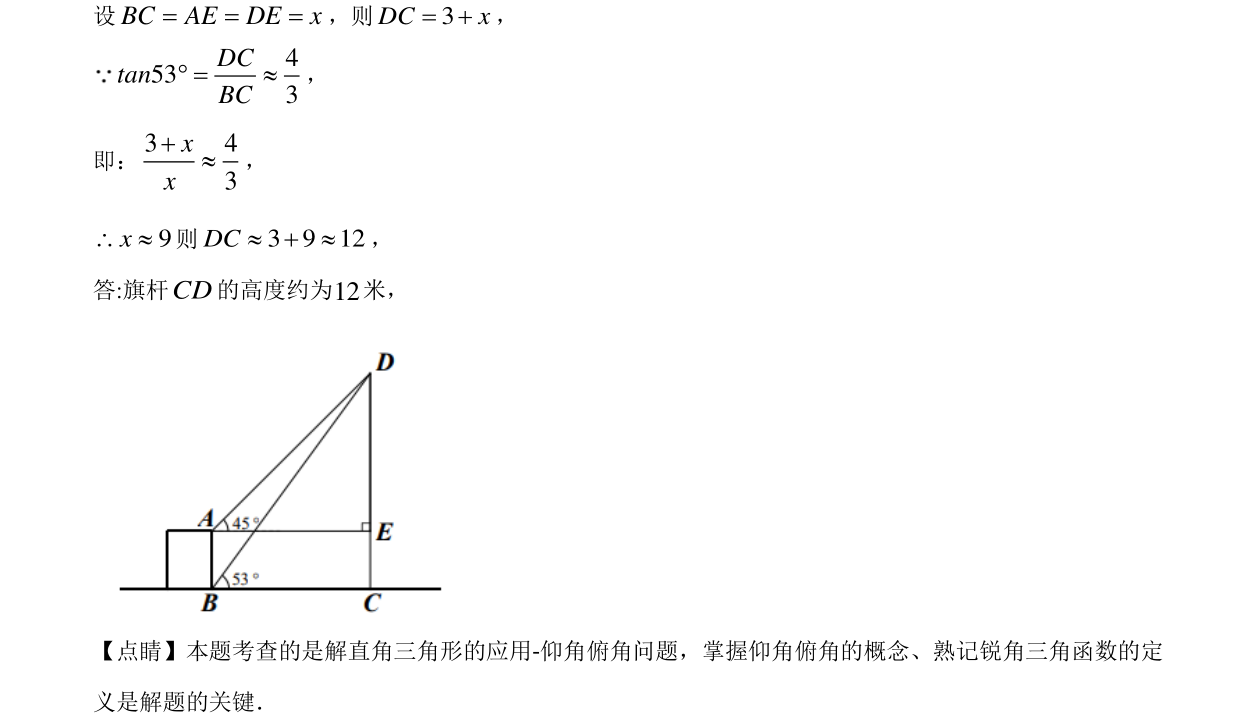 设 BC = AE = DE = x，则 DC = 3 + x，
∵ tan53° = DC/BC ≈ 4/3，
即：(3 + x)/x ≈ 4/3，
∴ x ≈ 9 则 DC ≈ 3 + 9 ≈ 12，
答:旗杆 CD 的高度约为12米，
D
A 45° E
53°
B C
【点睛】本题考查的是解直角三角形的应用-仰角俯角问题，掌握仰角俯角的概念、熟记锐角三角函数的定
义是解题的关键．